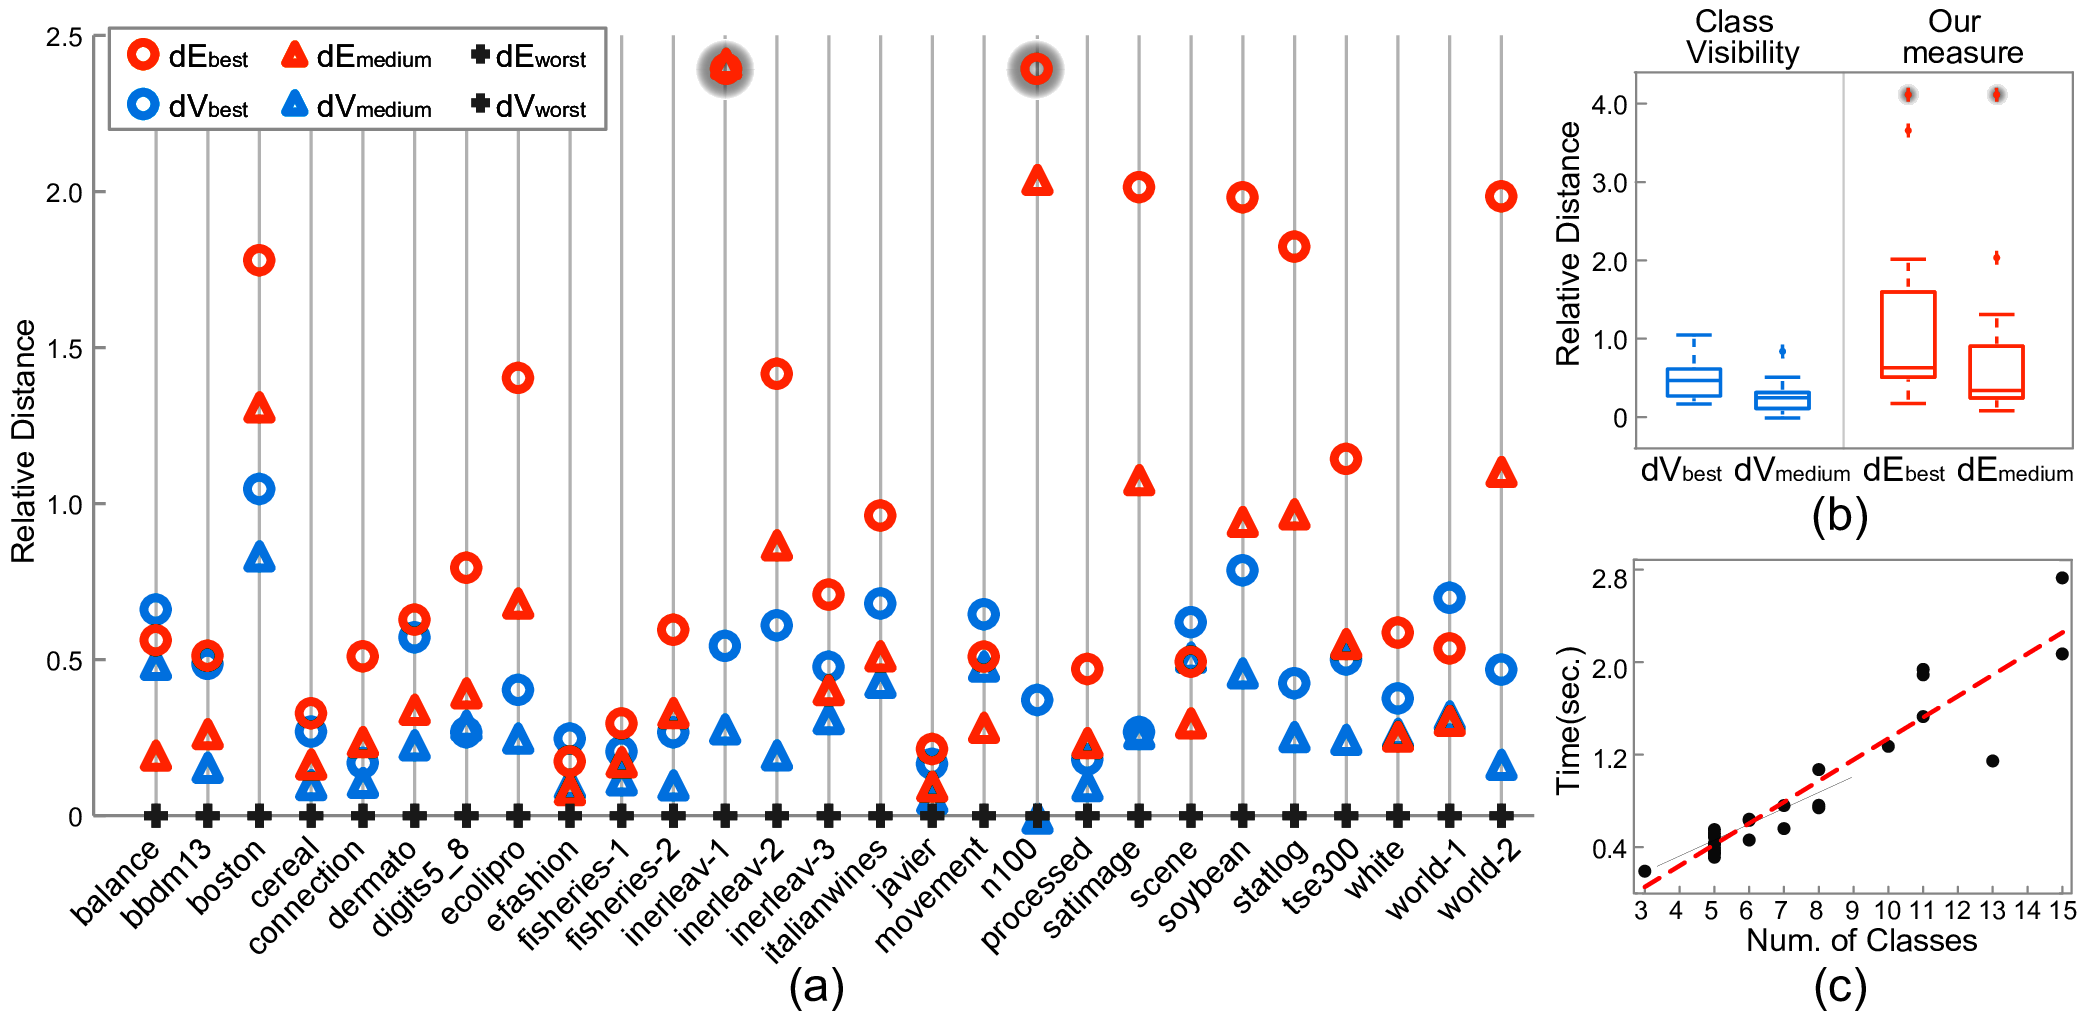 2.5
2.0
1.5
1.0
0.5
0
Relative Distance
dEbest dEmedium dEworst
dVbest dVmedium dVworst
balance
bbdm13
boston
cereal
connection
dermato
digits5_8
ecolipro
efashion
fisheries-1
fisheries-2
inerleav-1
inerleav-2
inerleav-3
italianwines
javier
movement
n100
processed
satimage
scene
soybean
statlog
tse300
white
world-1
world-2
(a)
Class
Visibility
Our
measure
4.0
3.0
2.0
1.0
0
Relative Distance
dVbest dVmedium dEbest dEmedium
(b)
2.8
2.0
1.2
0.4
Time(sec.)
3 4 5 6 7 8 9 10 11 12 13 14 15
Num. of Classes
(c)